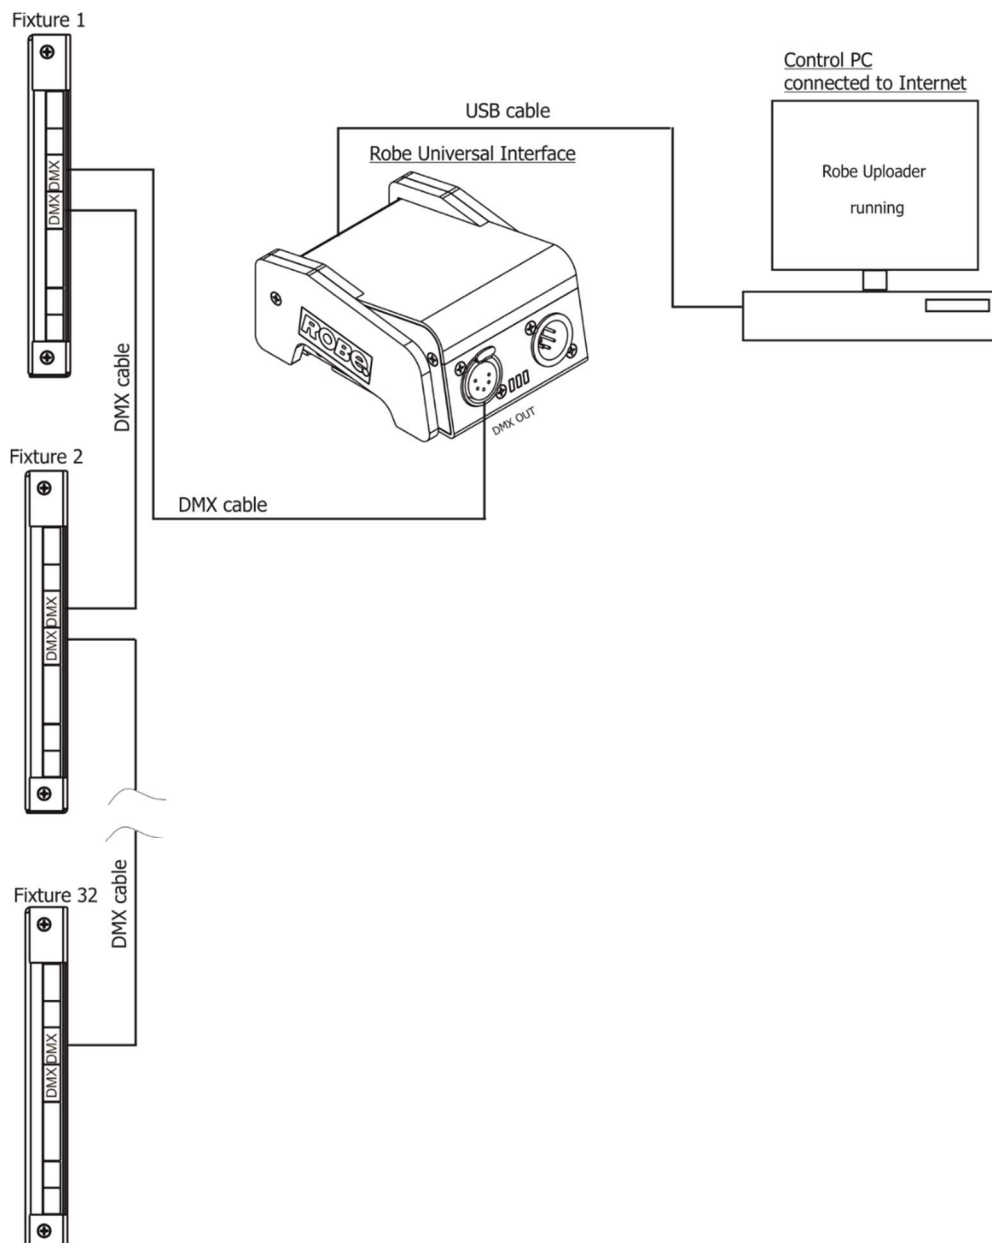 Fixture 1
Control PC
connected to Internet
USB cable
Robe Universal Interface
Robe Uploader
running
DMX
DMX
ROBE
DMX OUT
DMX cable
Fixture 2
DMX cable
DMX
DMX
Fixture 32
DMX cable
DMX
DMX